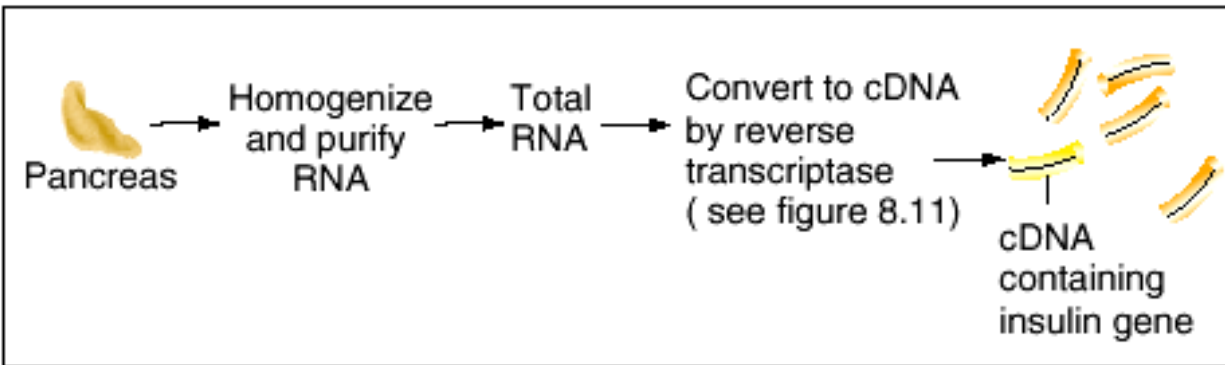 Pancreas
Homogenize
and purify
RNA
Total
RNA
Convert to cDNA
by reverse
transcriptase
( see figure 8.11)
cDNA
containing
insulin gene